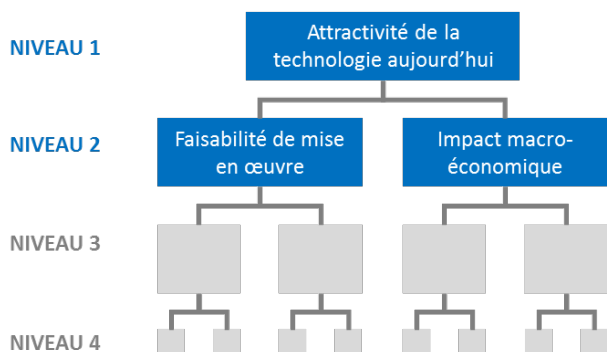 NIVEAU 1
Attractivité de la
technologie aujourd’hui
NIVEAU 2
Faisabilité de mise
en œuvre
Impact macro-
économique
NIVEAU 3
NIVEAU 4